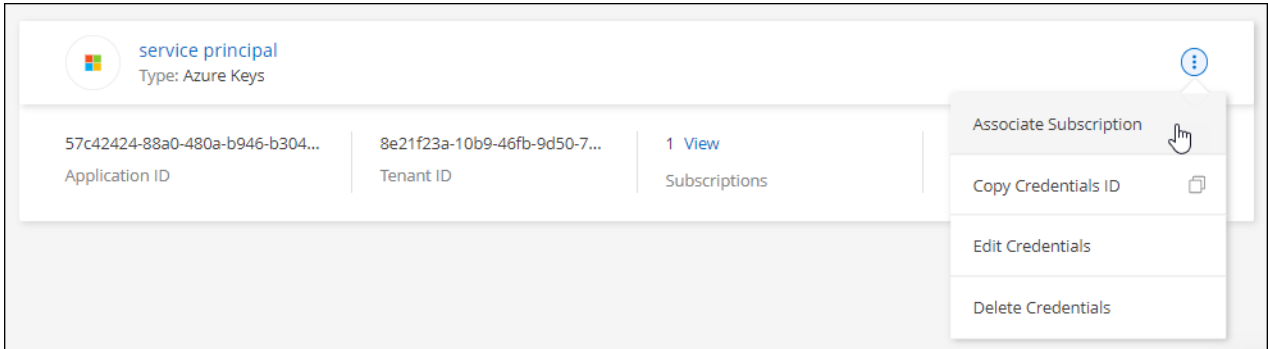 service principal
Type: Azure Keys
57c42424-88a0-480a-b946-b304...
Application ID
8e21f23a-10b9-46fb-9d50-7...
Tenant ID
1 View
Subscriptions
Associate Subscription
Copy Credentials ID
Edit Credentials
Delete Credentials